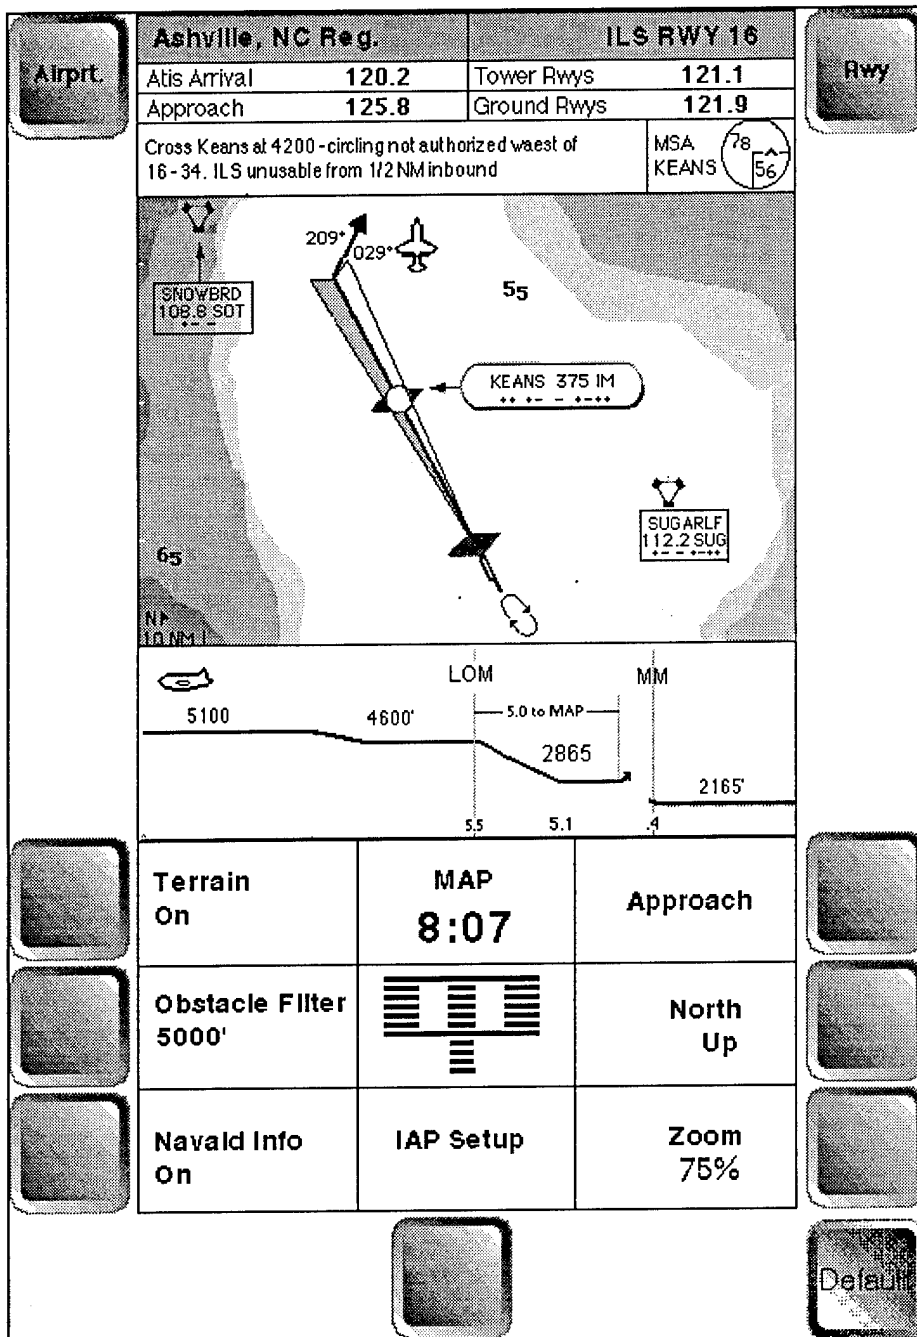 Airprt.
Ashville, NC Reg.
ILS RWY 16
Rwy
Atis Arrival 120.2 Tower Rwys 121.1
Approach 125.8 Ground Rwys 121.9
Cross Keans at 4200 - circling not authorized waest of
16 - 34. ILS unusable from 1/2 NM inbound
MSA
KEANS
78
56
209°
029°
SNOWBRD
108.8 SOT
55
KEANS 375 IM
SUGARLF
112.2 SUG
65
N
10 NM
LOM
MM
5100
4600'
5.0 to MAP
2865
2165'
5.5
5.1
.4
Terrain
On
MAP
8:07
Approach
Obstacle Filter
5000'
North
Up
Navaid Info
On
IAP Setup
Zoom
75%
Default